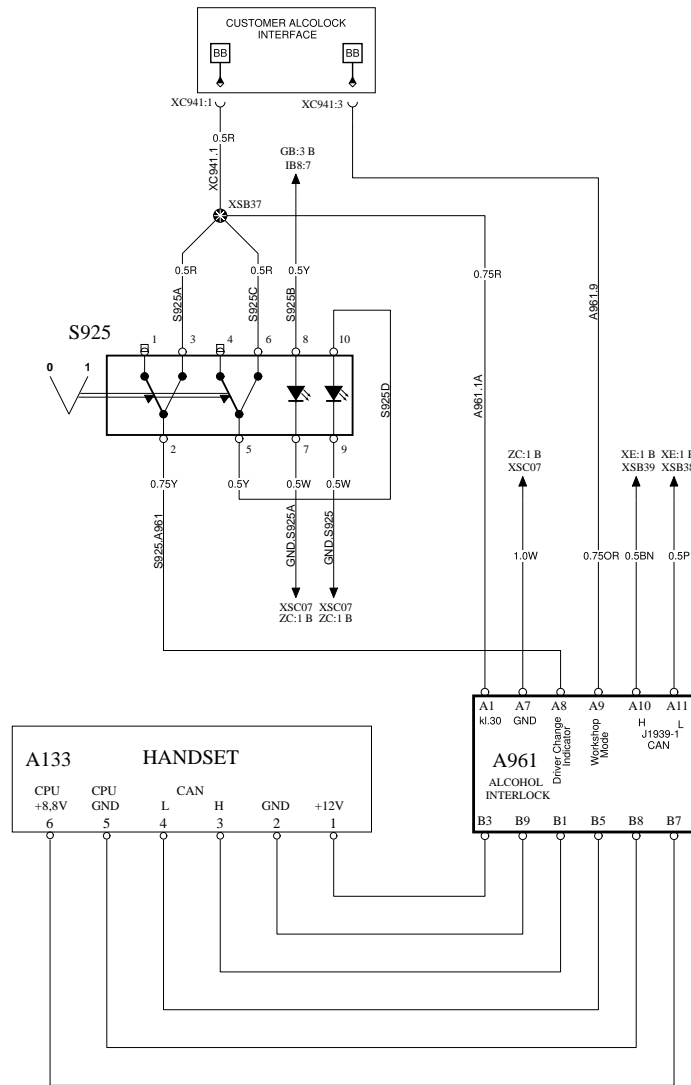 CUSTOMER ALCOLOCK
INTERFACE
BB BB
XC941:1 XC941:3
0.5R
XC941.1
GB:3 B
IB8:7
XSB37
0.5R 0.5R 0.5Y 0.75R
S925A S925C S925B A961.9
S925
0 1
1 3 4 6 8 10
S925D
A961.1A
2 5 7 9
ZC:1 B
XSC07
XE:1 B
XSB39
XE:1
XSB38
0.75Y 0.5Y 0.5W 0.5W
S925.A961 GND.S925A GND.S925
1.0W 0.75OR 0.5BN 0.5P
XSC07 XSC07
ZC:1 B ZC:1 B
A1 A7 A8 A9 A10 A11
kl.30 GND
Driver Change
Indicator
Workshop
Mode
H L
J1939-1
CAN
A961
ALCOHOL
INTERLOCK
B3 B9 B1 B5 B8 B7
A133 HANDSET
CPU CPU CAN
+8,8V GND L H GND +12V
6 5 4 3 2 1